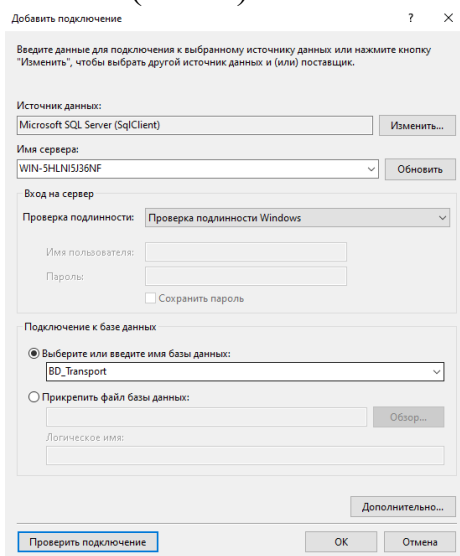 Добавить подключение ? ×
Введите данные для подключения к выбранному источнику данных или нажмите кнопку
"Изменить", чтобы выбрать другой источник данных и (или) поставщик.
Источник данных:
Microsoft SQL Server (SqlClient) Изменить...
Имя сервера:
WIN-5HLNI5J36NF Обновить
Вход на сервер
Проверка подлинности: Проверка подлинности Windows
Имя пользователя:
Пароль:
Сохранить пароль
Подключение к базе данных
Выберите или введите имя базы данных:
BD_Transport
Прикрепить файл базы данных:
Обзор...
Логическое имя:
Дополнительно...
Проверить подключение ОК Отмена